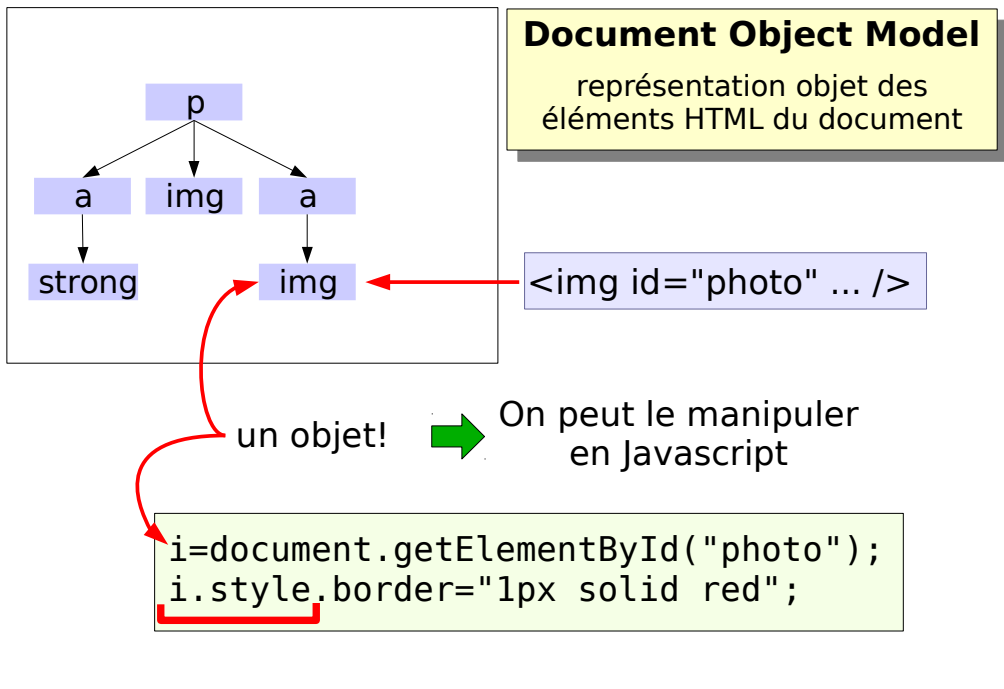 Document Object Model
représentation objet des
éléments HTML du document
p
a
img
a
strong
img
<img id="photo" ... />
un objet!
On peut le manipuler
en Javascript
i=document.getElementById("photo");
i.style.border="1px solid red";